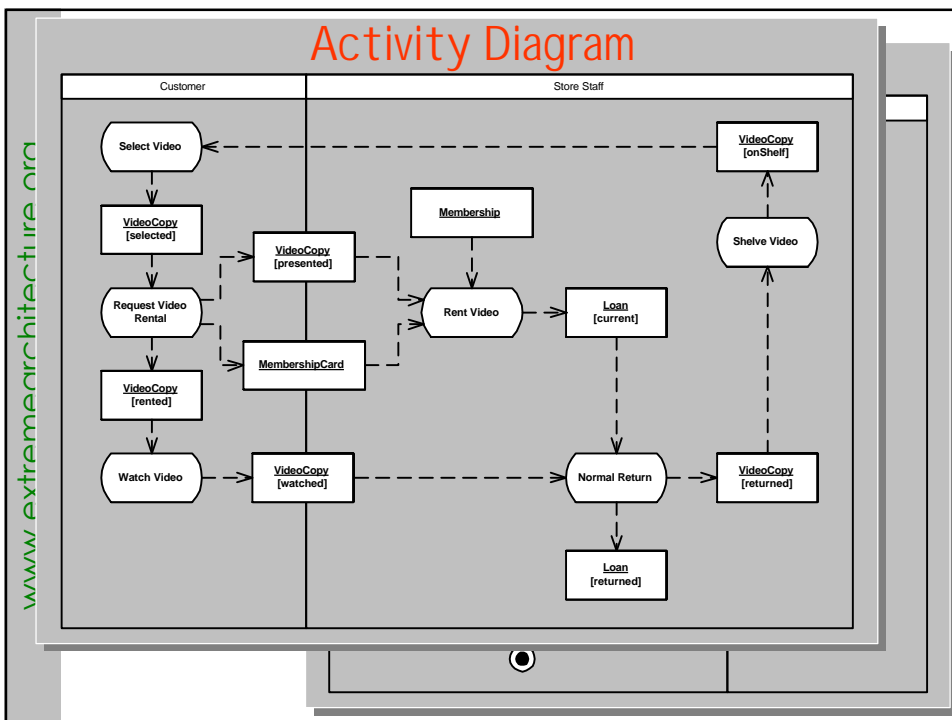 Activity Diagram
Customer
Store Staff
Select Video
VideoCopy
[onShelf]
VideoCopy
[selected]
Membership
Shelve Video
VideoCopy
[presented]
Request Video
Rental
Rent Video
Loan
[current]
MembershipCard
VideoCopy
[rented]
Watch Video
VideoCopy
[watched]
Normal Return
VideoCopy
[returned]
Loan
[returned]
www.extremearchitecture.org